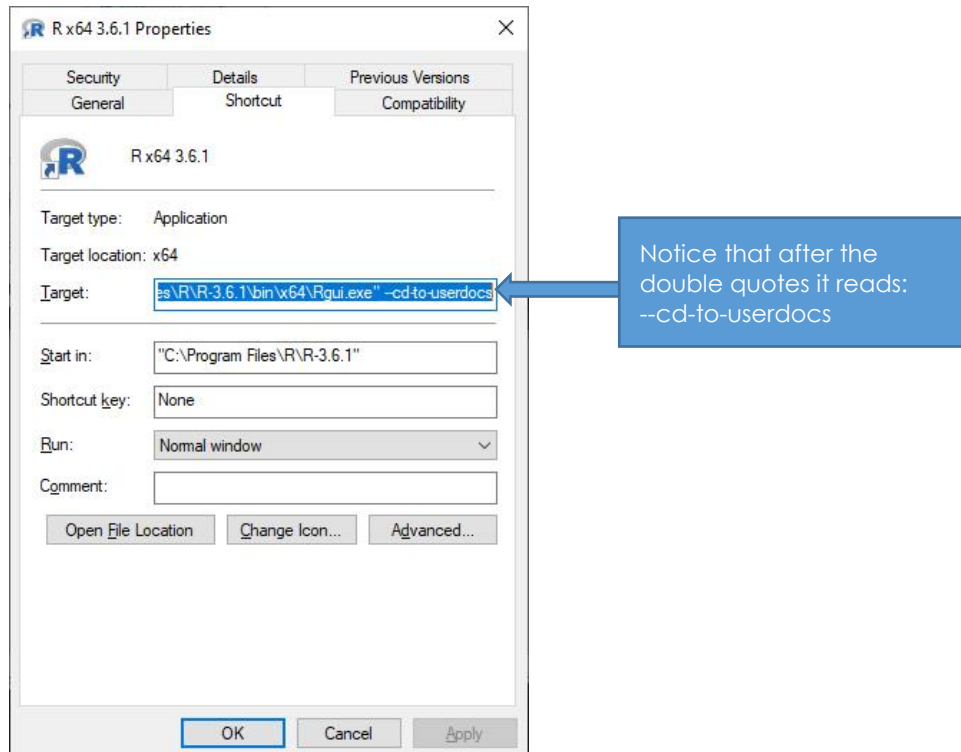 R x64 3.6.1 Properties
Security Details Previous Versions
General Shortcut Compatibility
R x64 3.6.1
Target type: Application
Target location: x64
Target: es\R\R-3.6.1\bin\x64\Rgui.exe" --cd-to-userdocs
Start in: "C:\Program Files\R\R-3.6.1"
Shortcut key: None
Run: Normal window
Comment:
Open File Location Change Icon... Advanced...
OK Cancel Apply
Notice that after the
double quotes it reads:
--cd-to-userdocs